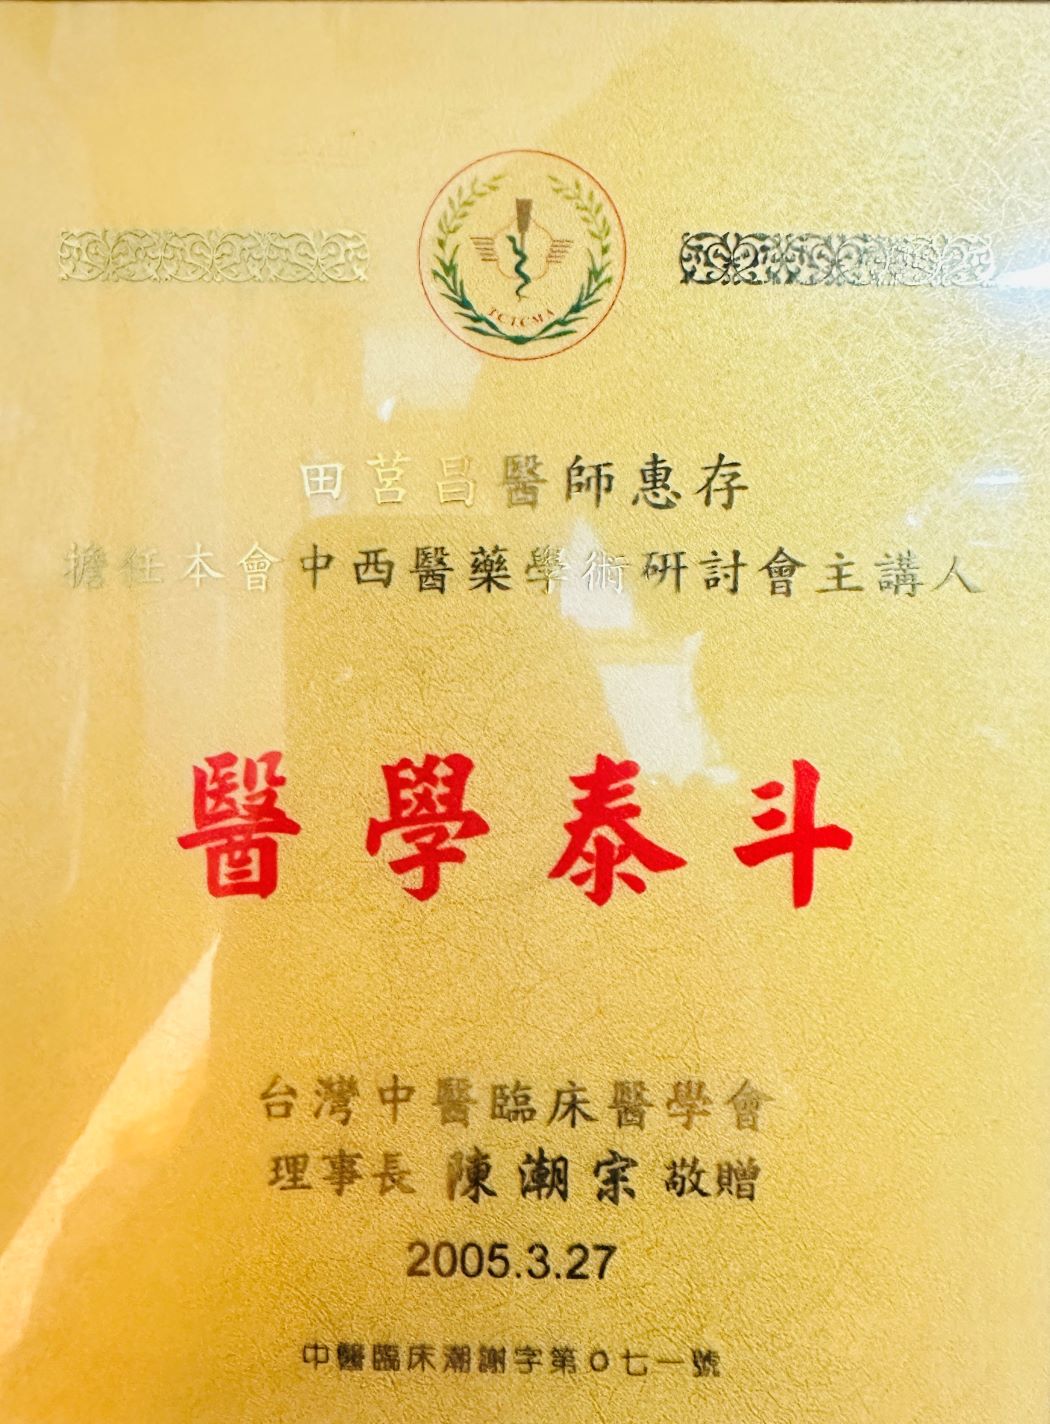 TCTCMA
田莒昌醫師惠存
擔任本會中西醫藥學術研討會主講人
醫學泰斗
台灣中醫臨床醫學會
理事長 陳潮宗 敬贈
2005.3.27
中醫臨床潮謝字第0七一號